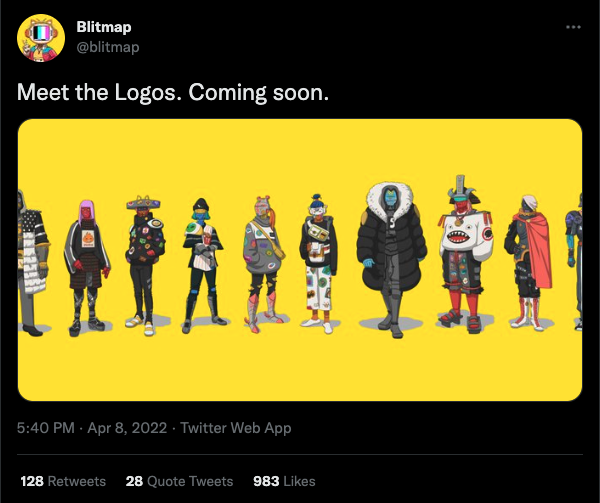 Blitmap
@blitmap
Meet the Logos. Coming soon.
5:40 PM · Apr 8, 2022 · Twitter Web App
128 Retweets 28 Quote Tweets 983 Likes